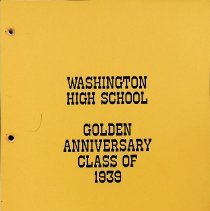 WASHINGTON
HIGH SCHOOL
GOLDEN
ANNIVERSARY
CLASS OF
1939